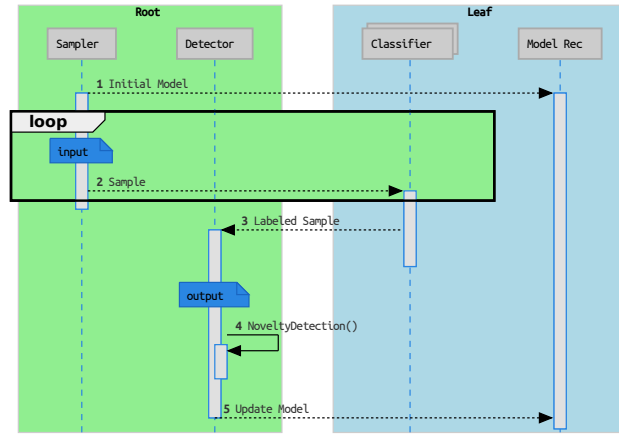 Root
Leaf
Sampler
Detector
Classifier
Model Rec
1 Initial Model
loop
input
2 Sample
3 Labeled Sample
output
4 NoveltyDetection()
5 Update Model